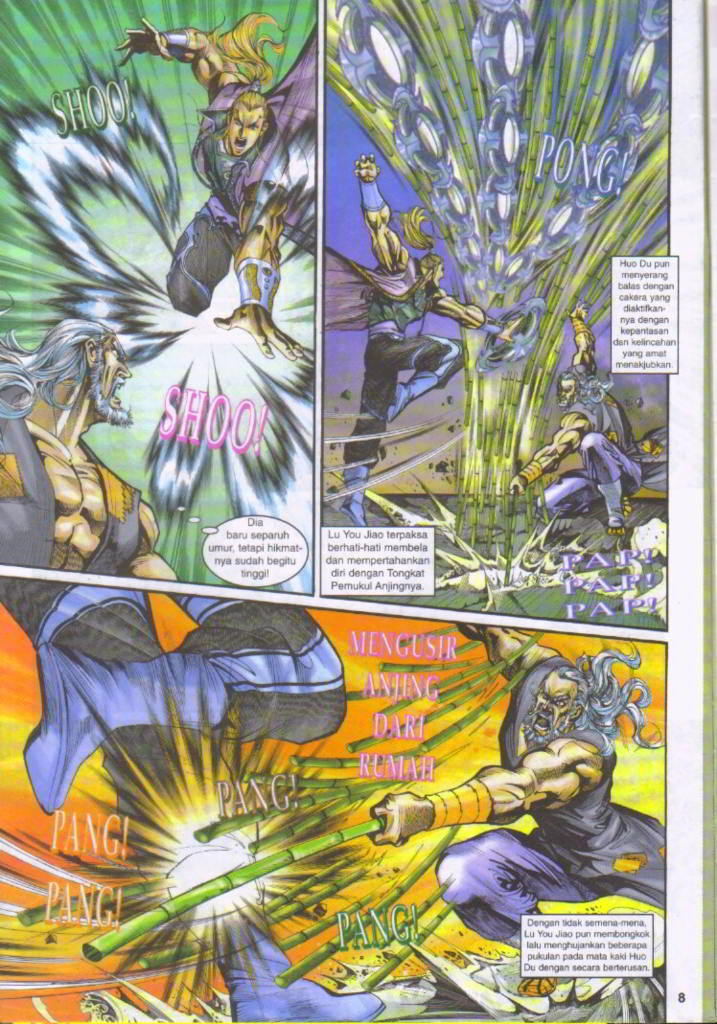 SHOO!
SHOO!
Dia
baru separuh
umur, tetapi hikmat-
nya sudah begitu
tinggi!
PONG!
Huo Du pun
menyerang
balas dengan
cakara yang
diaktifkan-
nya dengan
kepantasan
dan kelincahan
yang amat
menakjubkan.
Lu You Jiao terpaksa
berhati-hati membela
dan mempertahankan
diri dengan Tongkat
Pemukul Anjingnya.
PAP!
PAP!
PAP!
MENGUSIR
ANJING
DARI
RUMAH
PANG!
PANG!
PANG!
PANG!
Dengan tidak semena-mena,
Lu You Jiao pun membongkok
lalu menghujankan beberapa
pukulan pada mata kaki Huo
Du dengan secara berterusan.
8